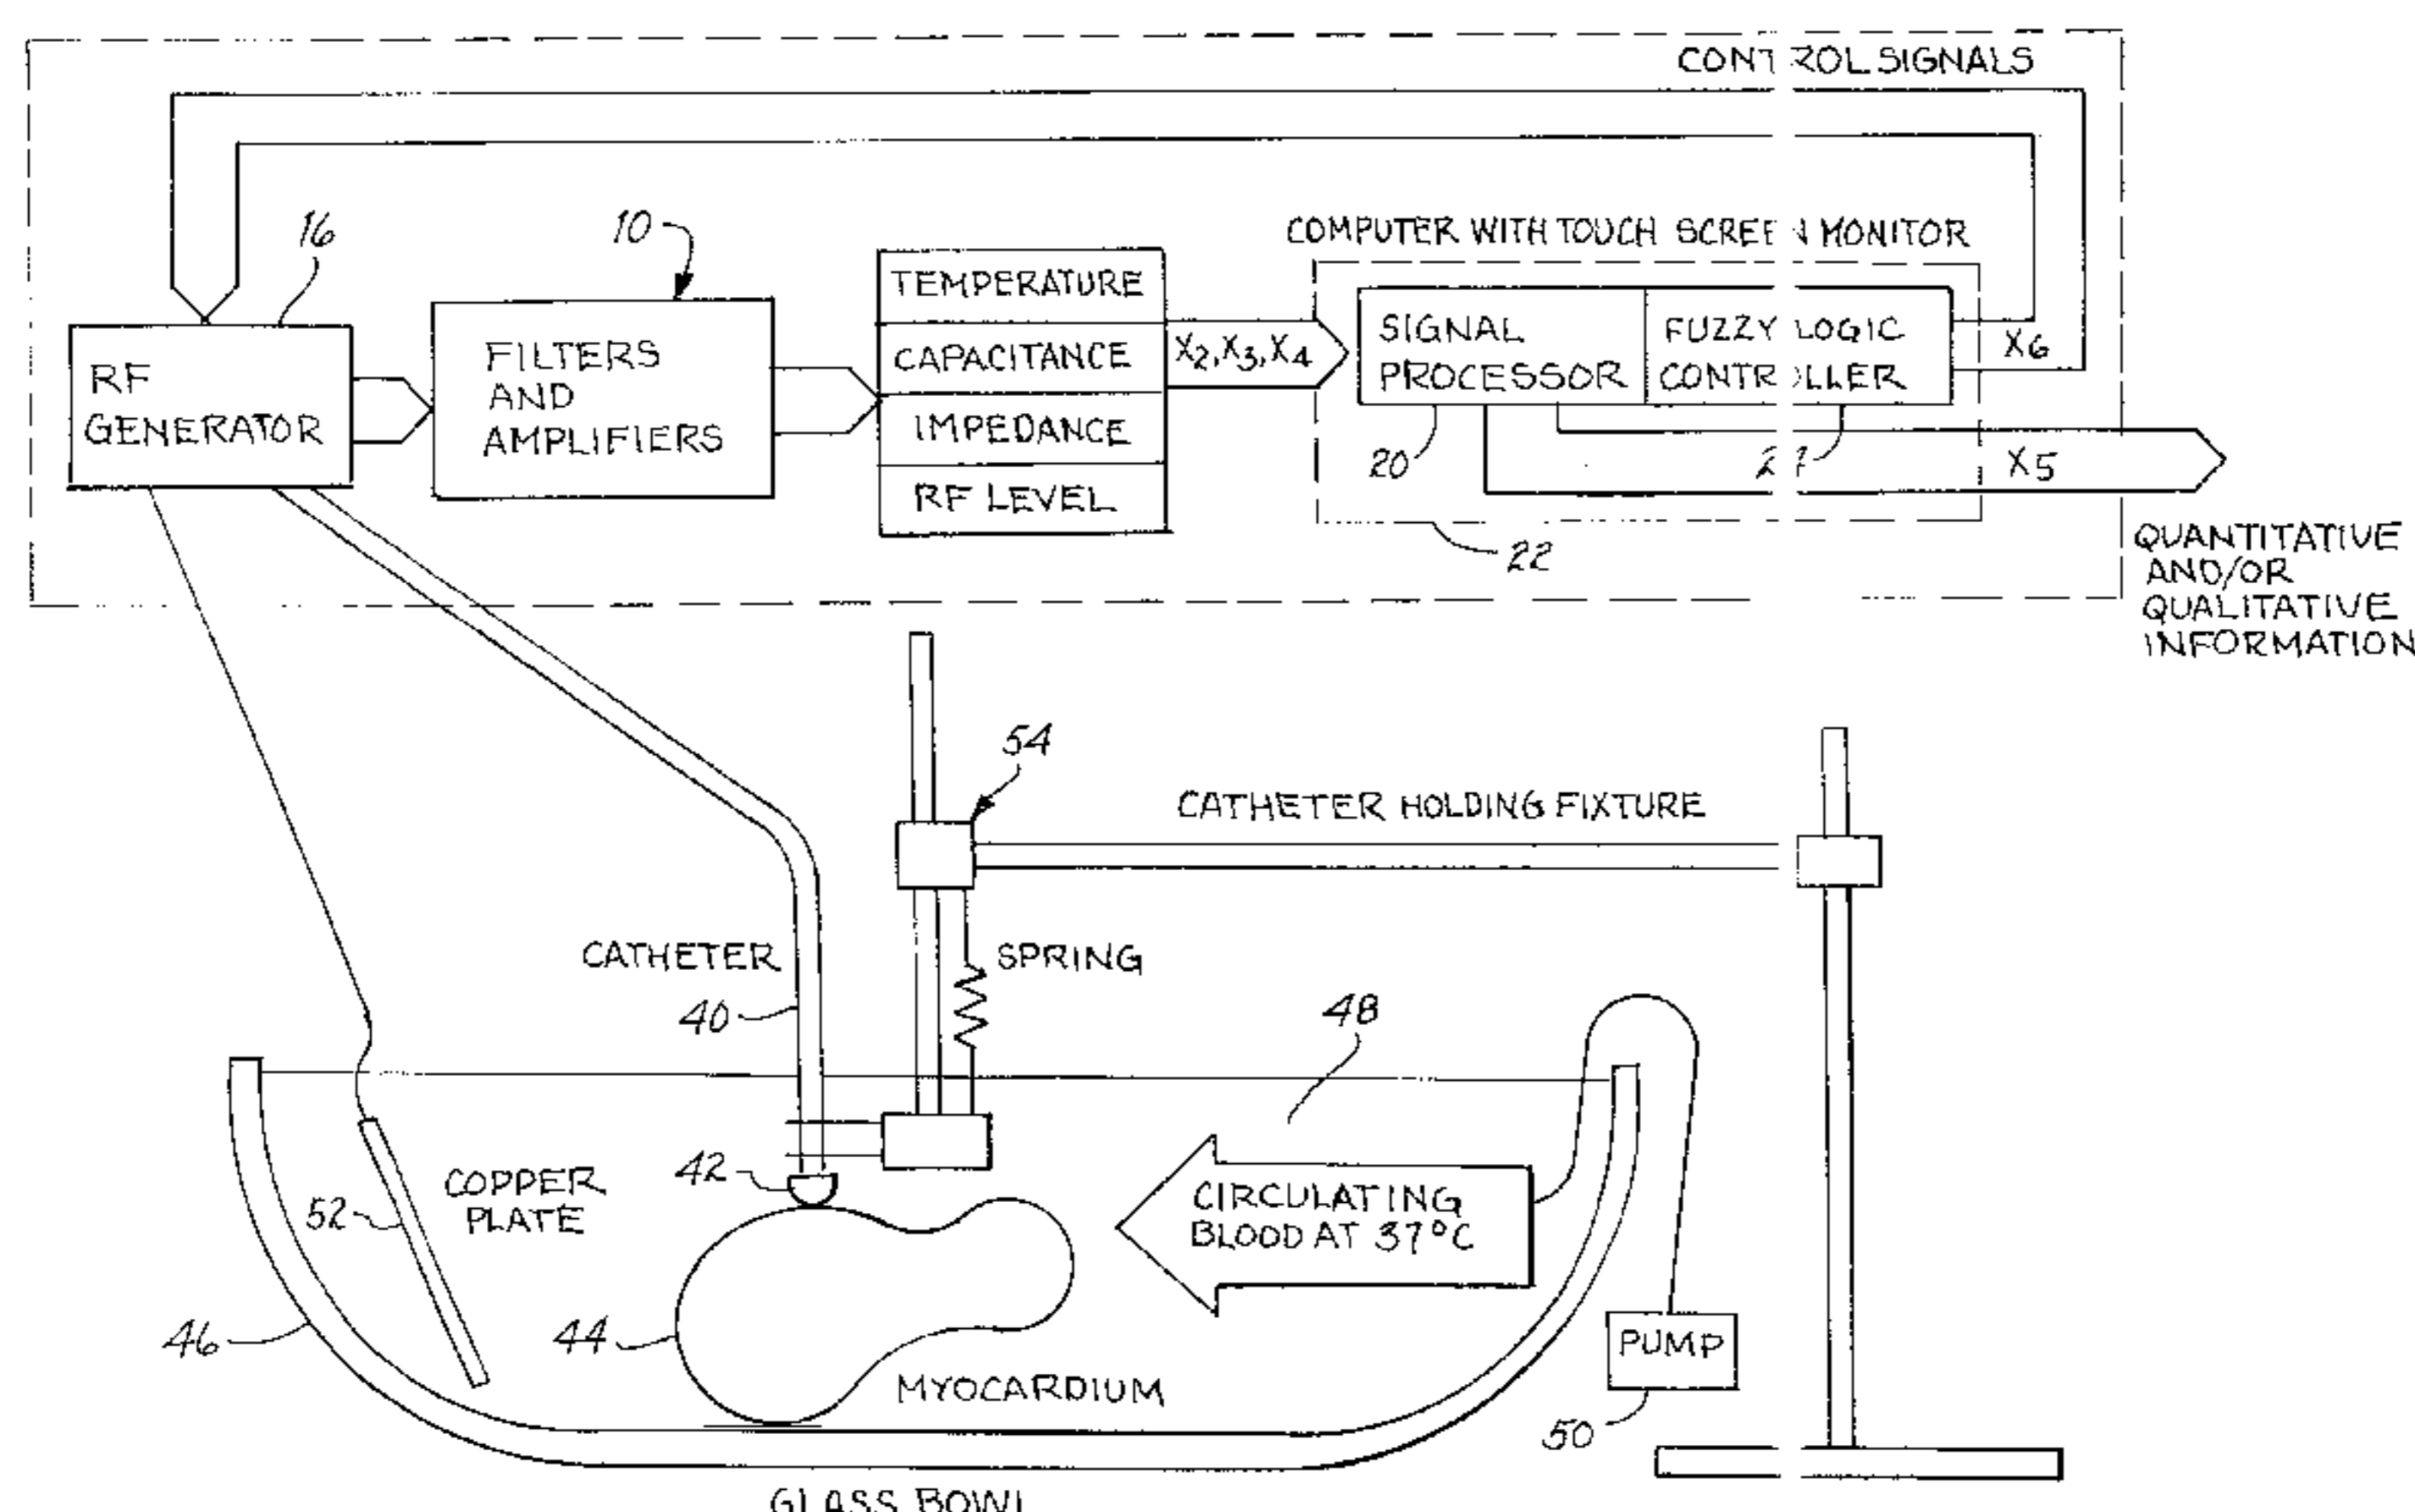 CONTROL SIGNALS
16
10
COMPUTER WITH TOUCH SCREEN MONITOR
RF
GENERATOR
FILTERS
AND
AMPLIFIERS
TEMPERATURE
CAPACITANCE
IMPEDANCE
RF LEVEL
X2, X3, X4
SIGNAL
PROCESSOR
FUZZY LOGIC
CONTROLLER
X6
20
X5
22
QUANTITATIVE
AND/OR
QUALITATIVE
INFORMATION
54
CATHETER HOLDING FIXTURE
CATHETER
SPRING
40
48
42
COPPER
PLATE
52
CIRCULATING
BLOOD AT 37°C
46
44
MYOCARDIUM
PUMP
50
GLASS BOWL